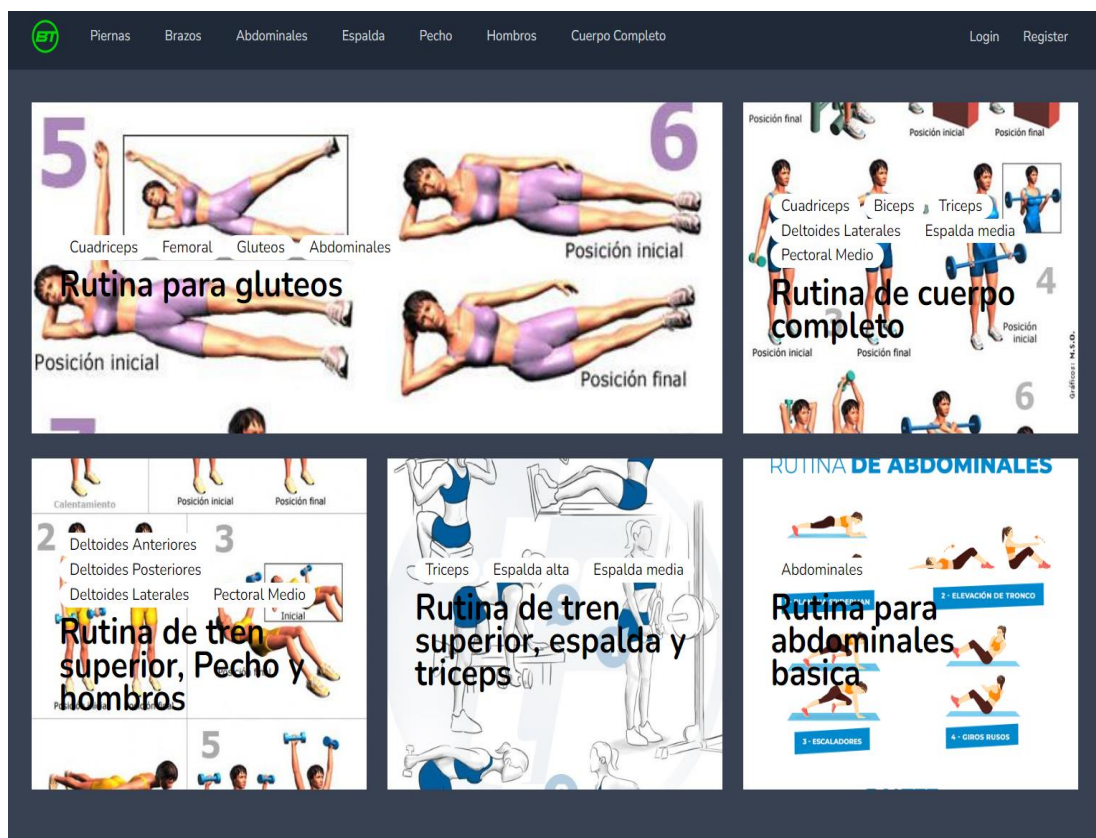 BT
Piernas
Brazos
Abdominales
Espalda
Pecho
Hombros
Cuerpo Completo
Login
Register
5
6
Cuadriceps
Femoral
Gluteos
Abdominales
Rutina para gluteos
Posición inicial
Posición inicial
Posición final
Posición final
Posición inicial
Posición final
Cuadriceps
Biceps
Triceps
Deltoides Laterales
Espalda media
Pectoral Medio
Rutina de cuerpo
completo
3
4
Posición inicial
Posición final
Posición
inicial
Gráficos: M.S.O.
6
Calentamiento
Posición inicial
Posición final
2
3
Deltoides Anteriores
Deltoides Posteriores
Deltoides Laterales
Pectoral Medio
Inicial
Rutina de tren
superior, Pecho y
hombros
5
Triceps
Espalda alta
Espalda media
Rutina de tren
superior, espalda y
triceps
RUTINA DE ABDOMINALES
Abdominales
2 - ELEVACIÓN DE TRONCO
Rutina para
abdominales
basica
3 - ESCALADORES
4 - GIROS RUSOS